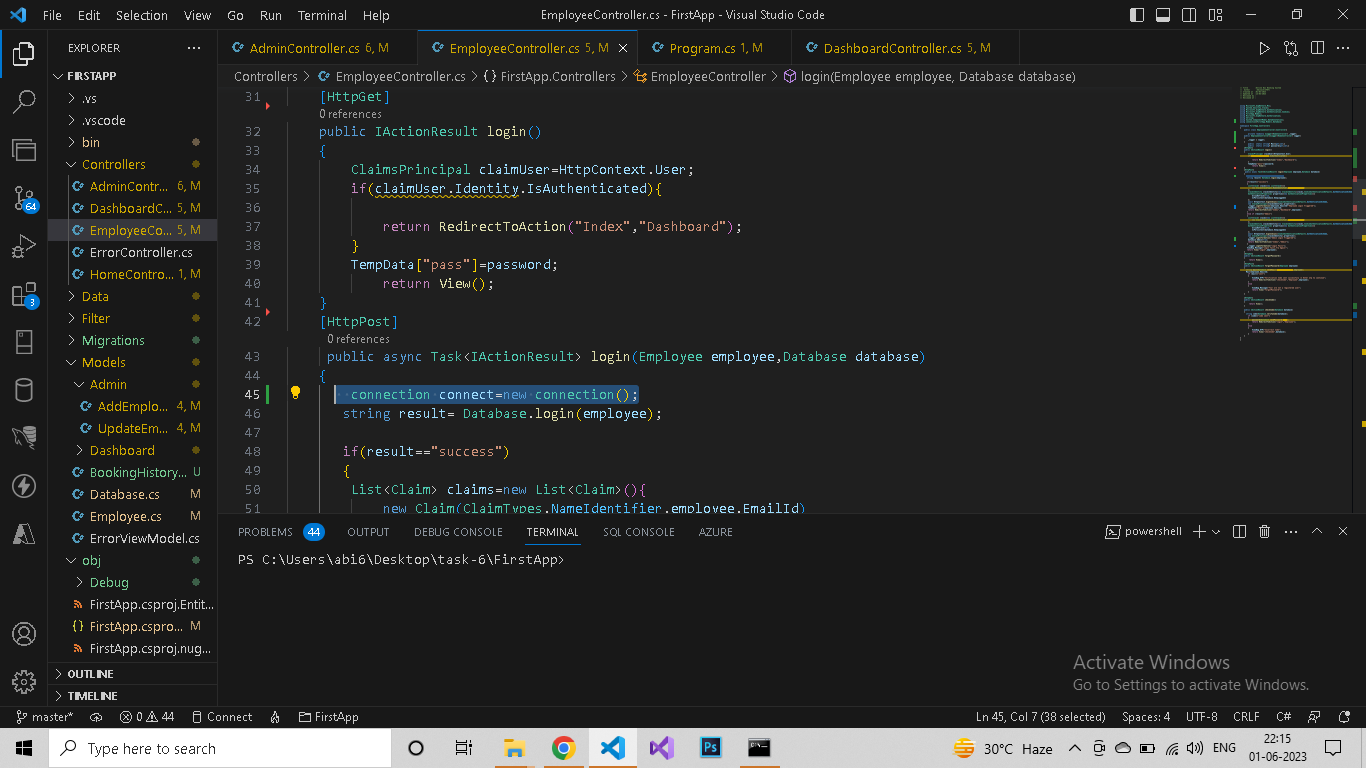 File Edit Selection View Go Run Terminal Help EmployeeController.cs - FirstApp - Visual Studio Code
EXPLORER
AdminController.cs 6, M EmployeeController.cs 5, M Program.cs 1, M DashboardController.cs 5, M
Controllers > EmployeeController.cs > {} FirstApp.Controllers > EmployeeController > login(Employee employee, Database database)
FIRSTAPP
.vs
.vscode
bin
Controllers
AdminContr... 6, M
DashboardC... 5, M
EmployeeCo... 5, M
ErrorController.cs
HomeContro... 1, M
Data
Filter
Migrations
Models
Admin
AddEmplo... 4, M
UpdateEm... 4, M
Dashboard
BookingHistory... U
Database.cs M
Employee.cs M
ErrorViewModel.cs
obj
Debug
FirstApp.csproj.Entit...
{} FirstApp.cspro... M
FirstApp.csproj.nug...
OUTLINE
TIMELINE
64
3
31 [HttpGet]
0 references
32 public IActionResult login()
33 {
34 ClaimsPrincipal claimUser=HttpContext.User;
35 if(claimUser.Identity.IsAuthenticated){
36
37 return RedirectToAction("Index","Dashboard");
38 }
39 TempData["pass"]=password;
40 return View();
41 }
42 [HttpPost]
0 references
43 public async Task<IActionResult> login(Employee employee,Database database)
44 {
45 connection connect=new connection();
46 string result= Database.login(employee);
47
48 if(result=="success")
49 {
50 List<Claim> claims=new List<Claim>(){
51 new Claim(ClaimTypes.NameIdentifier,employee.EmailId)
PROBLEMS 44 OUTPUT DEBUG CONSOLE TERMINAL SQL CONSOLE AZURE powershell
PS C:\Users\abi6\Desktop\task-6\FirstApp>
Activate Windows
Go to Settings to activate Windows.
master* 0 44 Connect FirstApp Ln 45, Col 7 (38 selected) Spaces: 4 UTF-8 CRLF C#
Type here to search Ps 30°C Haze ENG 22:15
01-06-2023